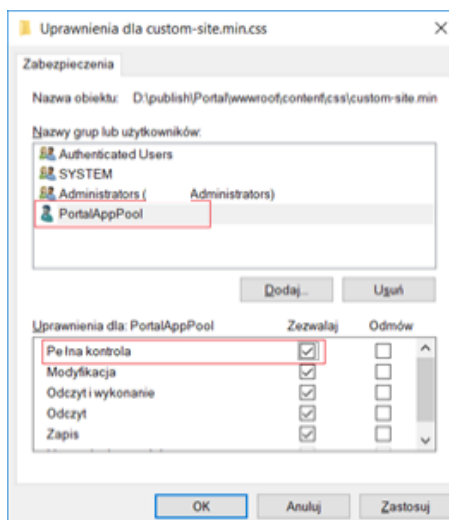 Uprawnienia dla custom-site.min.css
Zabezpieczenia
Nazwa obiektu: D:\publish\Portal\wwwroot\content\css\custom-site.min
Nazwy grup lub użytkowników:
Authenticated Users
SYSTEM
Administrators ( Administrators)
PortalAppPool
Dodaj... Usuń
Uprawnienia dla: PortalAppPool Zezwalaj Odmów
Pełna kontrola
Modyfikacja
Odczyt i wykonanie
Odczyt
Zapis
OK Anuluj Zastosuj